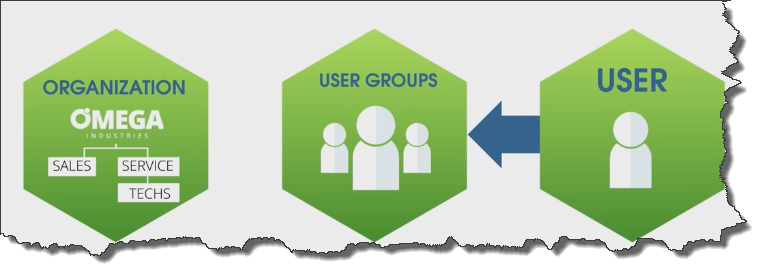 ORGANIZATION
OMEGA
INDUSTRIES
SALES
SERVICE
TECHS
USER GROUPS
USER